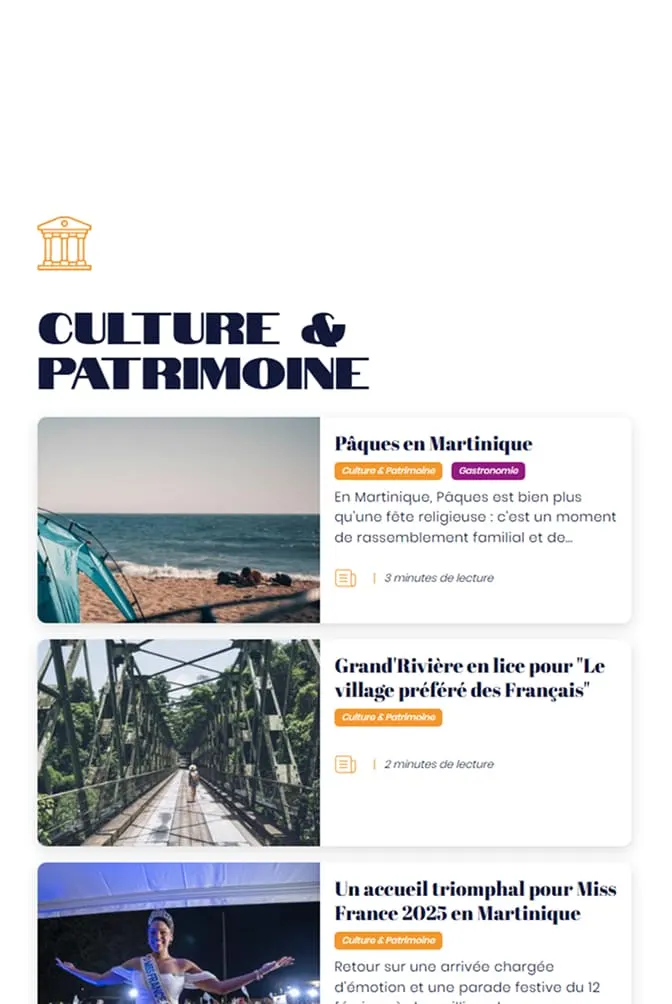 CULTURE &
PATRIMOINE
Pâques en Martinique
Culture & Patrimoine
Gastronomie
En Martinique, Pâques est bien plus
qu'une fête religieuse : c'est un moment
de rassemblement familial et de...
| 3 minutes de lecture
Grand'Rivière en lice pour "Le
village préféré des Français"
Culture & Patrimoine
| 2 minutes de lecture
Un accueil triomphal pour Miss
France 2025 en Martinique
Culture & Patrimoine
Retour sur une arrivée chargée
d'émotion et une parade festive du 12